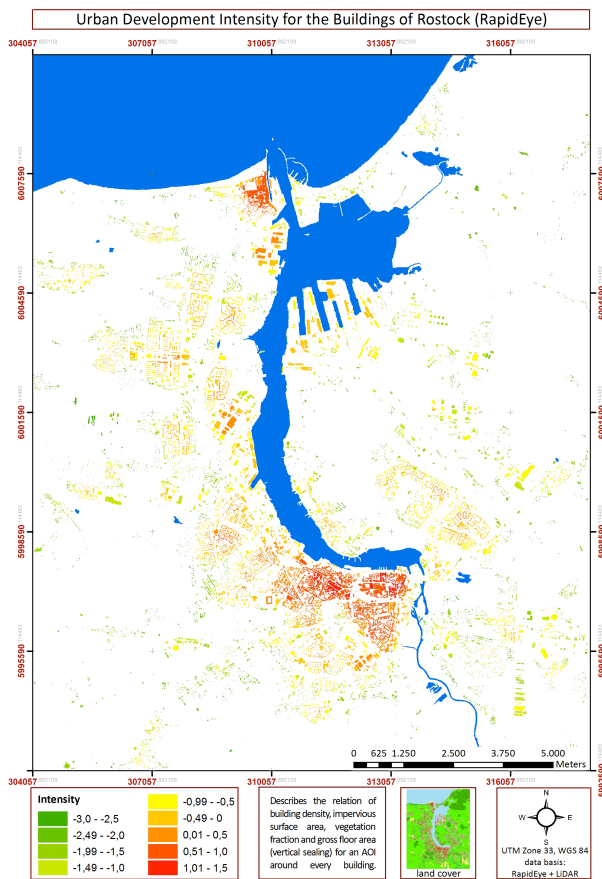 Urban Development Intensity for the Buildings of Rostock (RapidEye)
304057 307057 310057 313057 316057
6007590
6004590
6001590
5998590
5995590
6007590
6004590
6001590
5998590
5995590
0 625 1.250 2.500 3.750 5.000
Meters
304057 307057 310057 313057 316057
Intensity
-3,0 - -2,5
-2,49 - -2,0
-1,99 - -1,5
-1,49 - -1,0
-0,99 - -0,5
-0,49 - 0
0,01 - 0,5
0,51 - 1,0
1,01 - 1,5
Describes the relation of
building density, impervious
surface area, vegetation
fraction and gross floor area
(vertical sealing) for an AOI
around every building.
land cover
N
W E
S
UTM Zone 33, WGS 84
data basis:
RapidEye + LiDAR